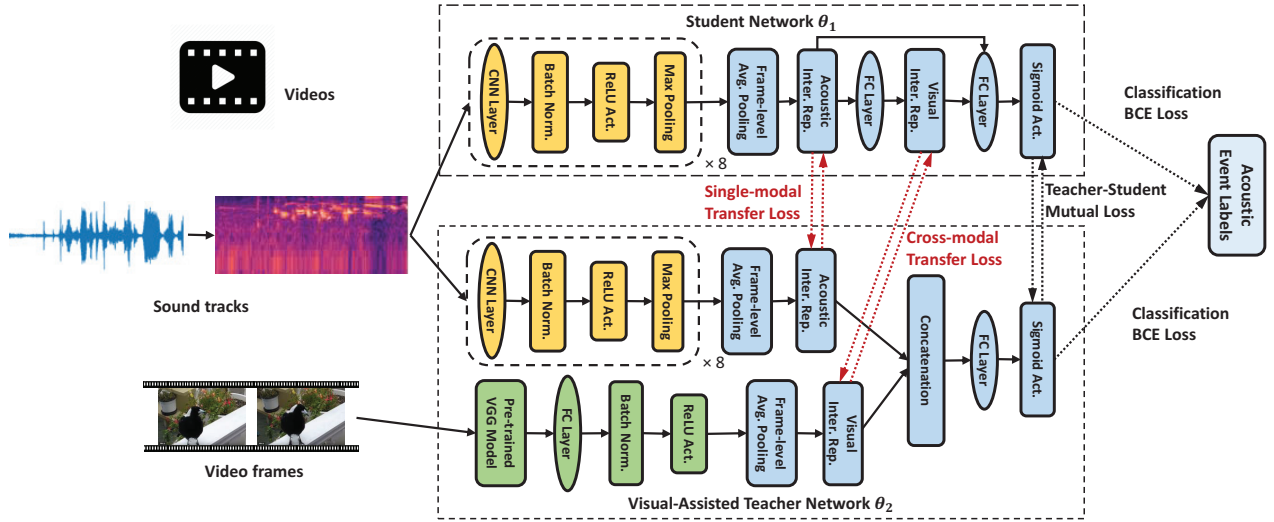 Student Network θ₁
Videos
CNN Layer
Batch Norm.
ReLU Act.
Max Pooling
× 8
Frame-level
Avg. Pooling
Acoustic
Inter. Rep.
FC Layer
Visual
Inter. Rep.
FC Layer
Sigmoid Act.
Classification
BCE Loss
Single-modal
Transfer Loss
Cross-modal
Transfer Loss
Teacher-Student
Mutual Loss
Acoustic
Event Labels
Sound tracks
CNN Layer
Batch Norm.
ReLU Act.
Max Pooling
× 8
Frame-level
Avg. Pooling
Acoustic
Inter. Rep.
Concatenation
FC Layer
Sigmoid Act.
Classification
BCE Loss
Video frames
Pre-trained
VGG Model
FC Layer
Batch Norm.
ReLU Act.
Frame-level
Avg. Pooling
Visual
Inter. Rep.
Visual-Assisted Teacher Network θ₂